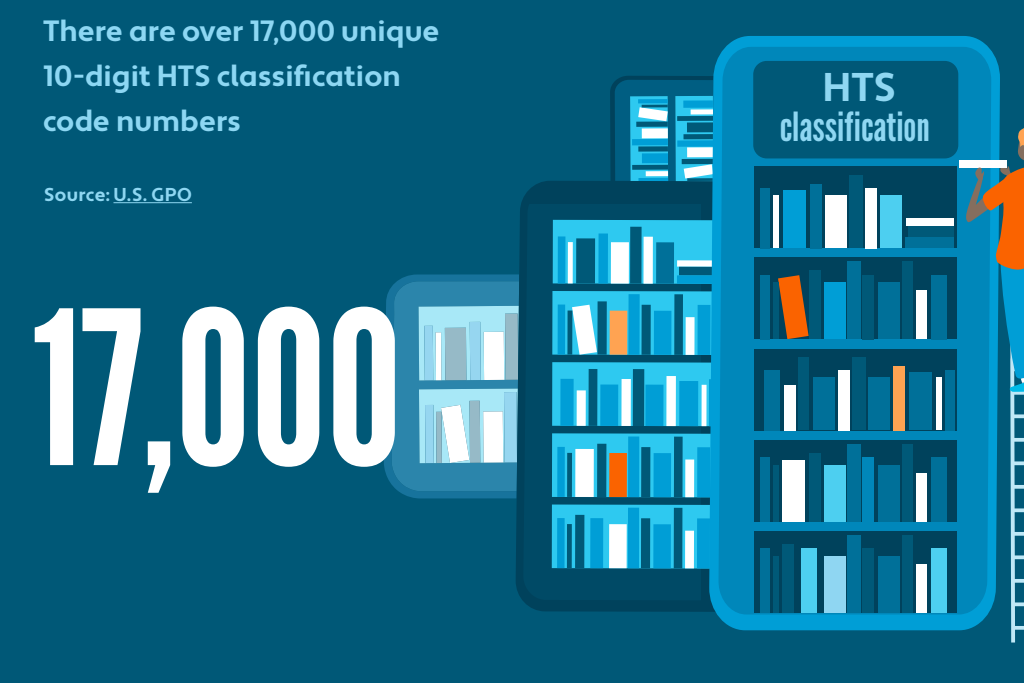 There are over 17,000 unique
10-digit HTS classification
code numbers
Source: U.S. GPO
17,000
HTS
classification